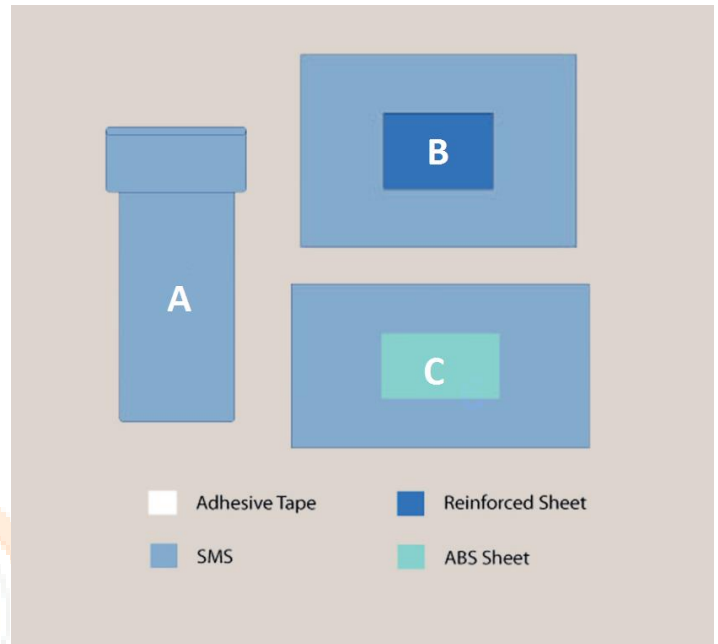 B
A
C
Adhesive Tape
Reinforced Sheet
SMS
ABS Sheet